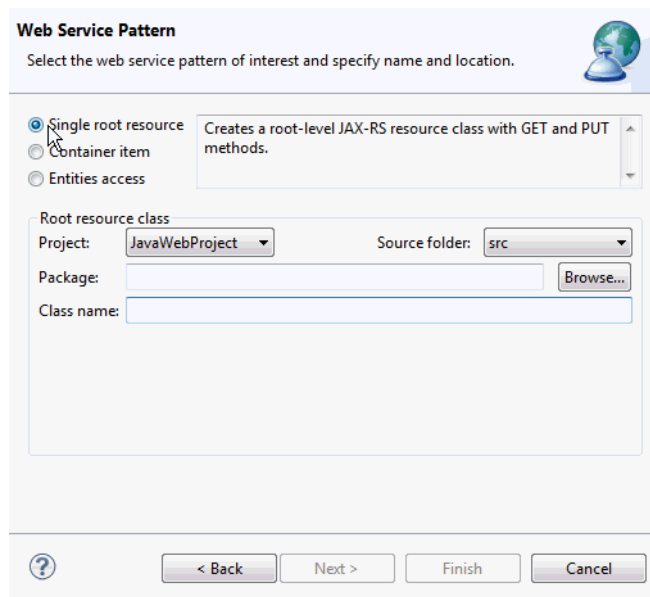 Web Service Pattern
Select the web service pattern of interest and specify name and location.
Single root resource
Container item
Entities access
Creates a root-level JAX-RS resource class with GET and PUT
methods.
Root resource class
Project: JavaWebProject Source folder: src
Package: Browse...
Class name:
? < Back Next > Finish Cancel